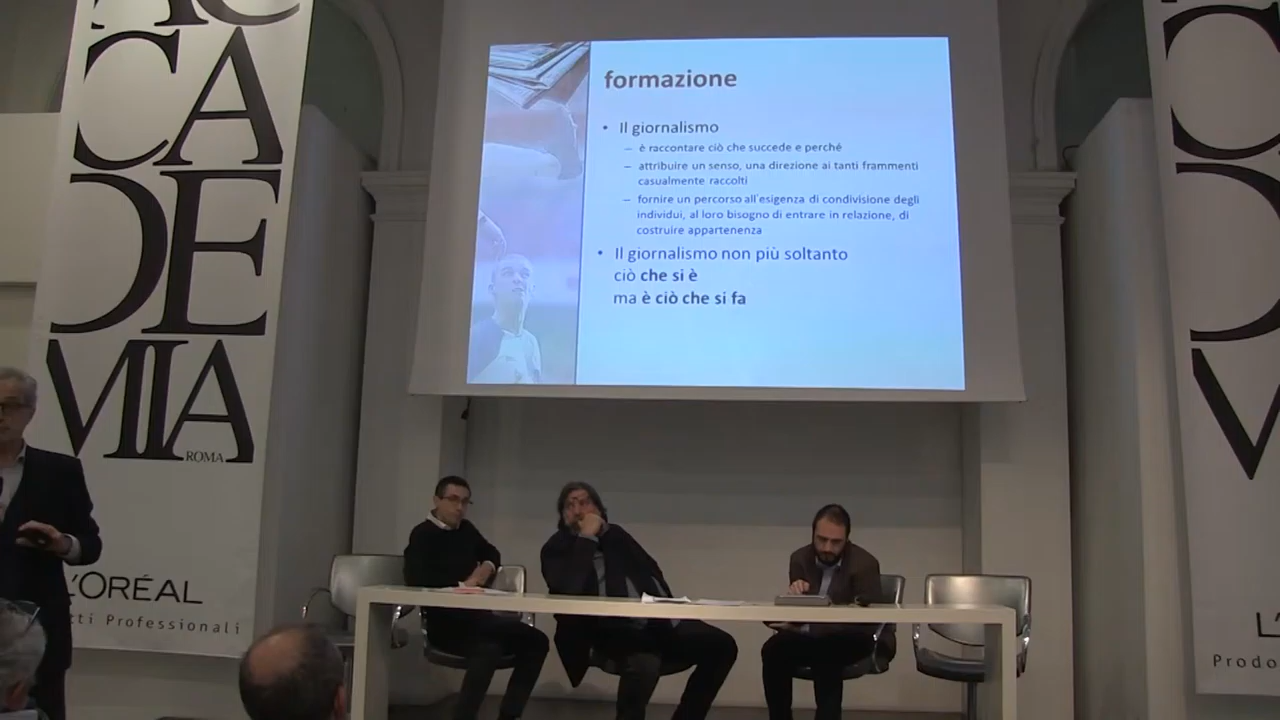 CA
DE
MIA
ROMA
L'ORÉAL
tti Professionali
formazione
• Il giornalismo
– è raccontare ciò che succede e perché
– attribuire un senso, una direzione ai tanti frammenti
casualmente raccolti
– fornire un percorso all'esigenza di condivisione degli
individui, al loro bisogno di entrare in relazione, di
costruire appartenenza
• Il giornalismo non più soltanto
ciò che si è
ma è ciò che si fa
C
D
V
L'
Prodo